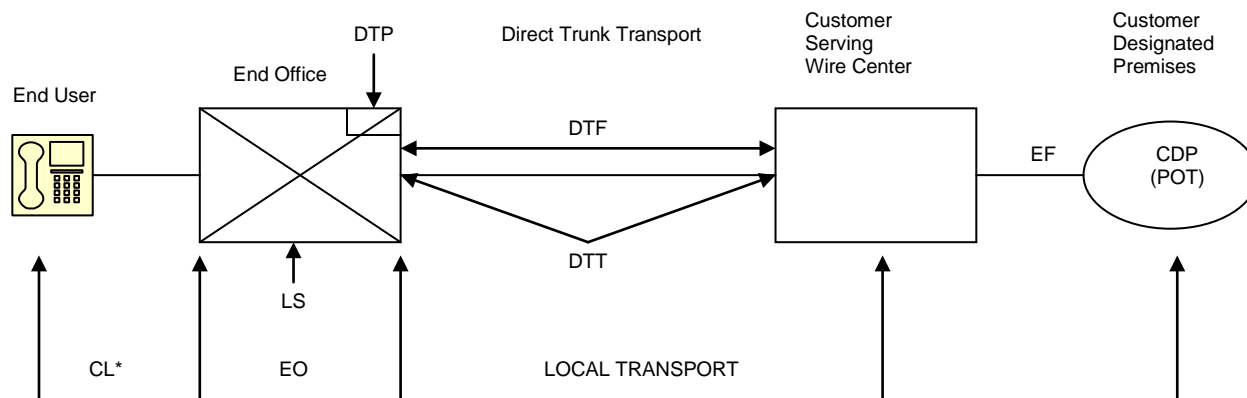 DTP
Direct Trunk Transport
Customer
Serving
Wire Center
Customer
Designated
Premises
End Office
End User
DTF
EF
CDP
(POT)
DTT
LS
CL*
EO
LOCAL TRANSPORT